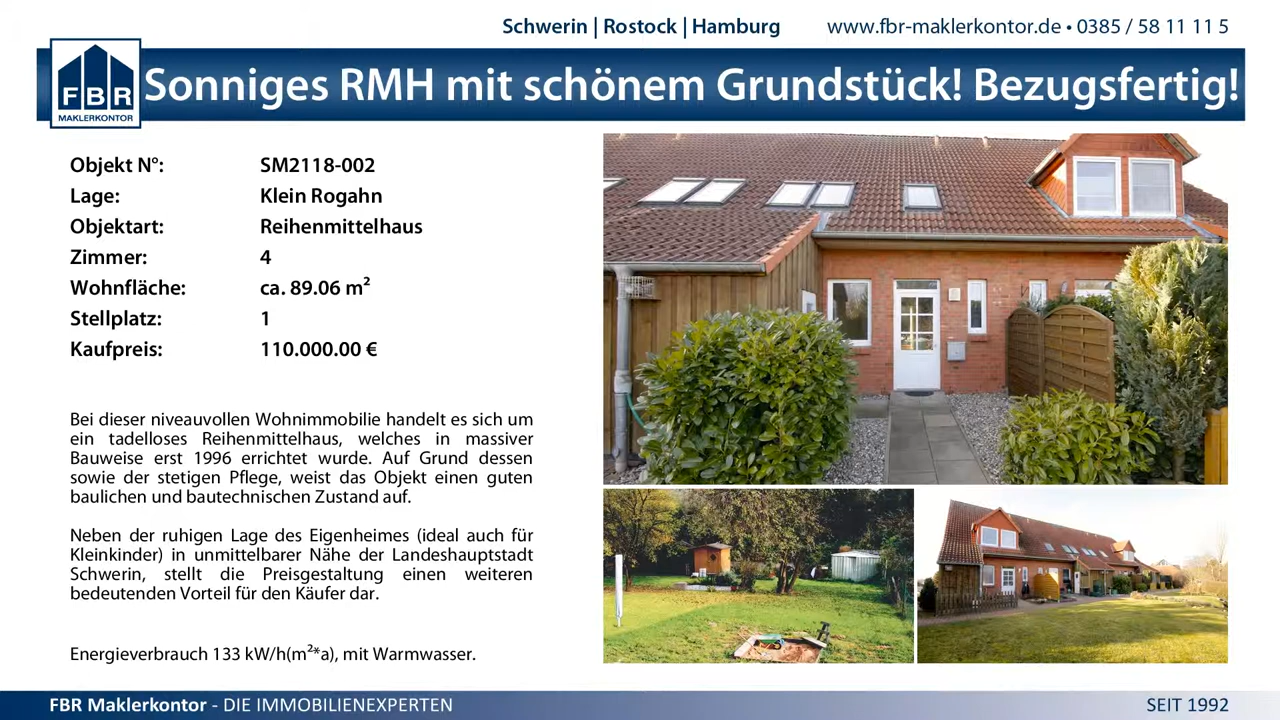 Schwerin | Rostock | Hamburg www.fbr-maklerkontor.de • 0385 / 58 11 11 5
FBR
MAKLERKONTOR
Sonniges RMH mit schönem Grundstück! Bezugsfertig!
Objekt N°: SM2118-002
Lage: Klein Rogahn
Objektart: Reihenmittelhaus
Zimmer: 4
Wohnfläche: ca. 89.06 m²
Stellplatz: 1
Kaufpreis: 110.000.00 €
Bei dieser niveauvollen Wohnimmobilie handelt es sich um
ein tadelloses Reihenmittelhaus, welches in massiver
Bauweise erst 1996 errichtet wurde. Auf Grund dessen
sowie der stetigen Pflege, weist das Objekt einen guten
baulichen und bautechnischen Zustand auf.
Neben der ruhigen Lage des Eigenheimes (ideal auch für
Kleinkinder) in unmittelbarer Nähe der Landeshauptstadt
Schwerin, stellt die Preisgestaltung einen weiteren
bedeutenden Vorteil für den Käufer dar.
Energieverbrauch 133 kW/h(m²*a), mit Warmwasser.
FBR Maklerkontor - DIE IMMOBILIENEXPERTEN SEIT 1992